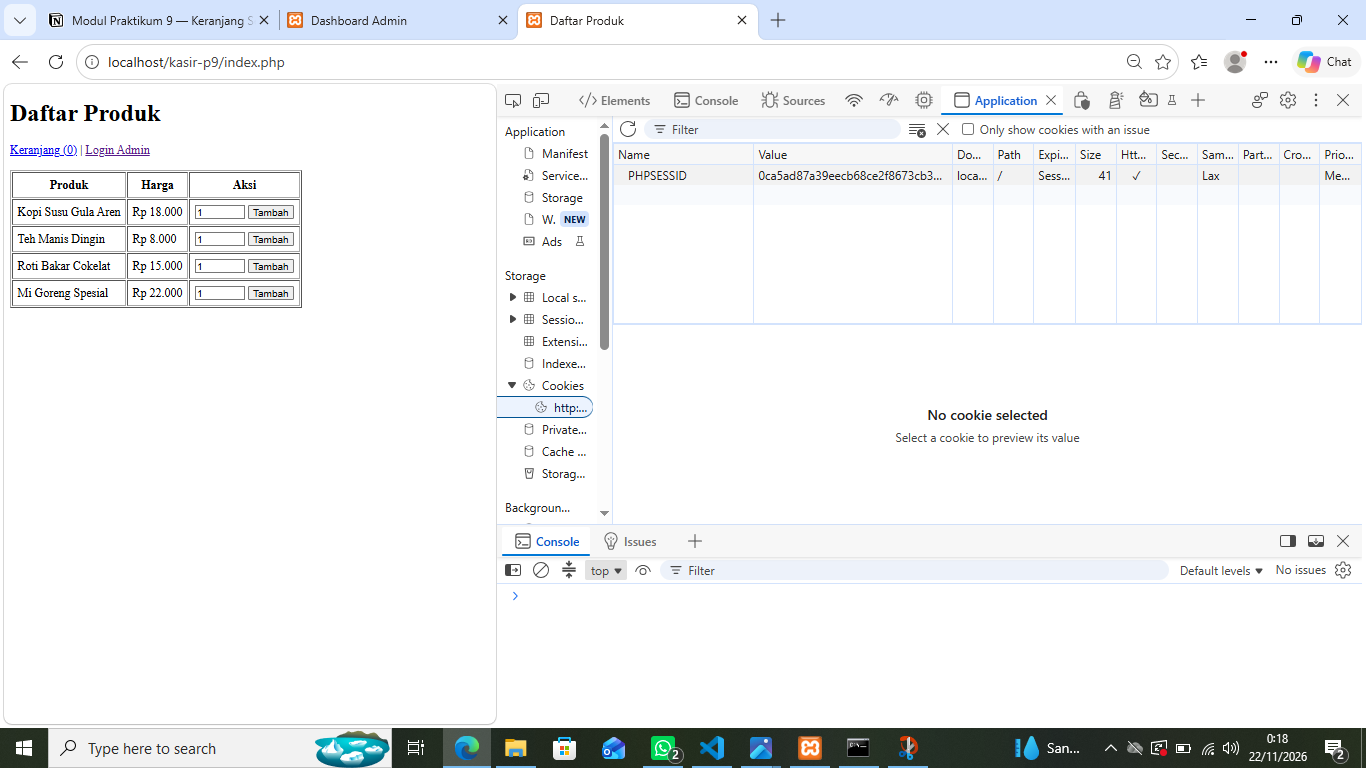 Modul Praktikum 9 — Keranjang S
Dashboard Admin
Daftar Produk
localhost/kasir-p9/index.php
Chat
Daftar Produk
Keranjang (0) | Login Admin
Produk Harga Aksi
Kopi Susu Gula Aren Rp 18.000 1 Tambah
Teh Manis Dingin Rp 8.000 1 Tambah
Roti Bakar Cokelat Rp 15.000 1 Tambah
Mi Goreng Spesial Rp 22.000 1 Tambah
Elements
Console
Sources
Application
Application
Manifest
Service...
Storage
W. NEW
Ads
Storage
Local s...
Sessio...
Extensi...
Indexe...
Cookies
http:...
Private...
Cache ...
Storag...
Backgroun...
Filter
Only show cookies with an issue
Name Value Do... Path Expi... Size Htt... Sec... Sam... Part... Cro... Prio...
PHPSESSID 0ca5ad87a39eecb68ce2f8673cb3... loca... / Sess... 41 ✓ Lax Me...
No cookie selected
Select a cookie to preview its value
Console
Issues
top
Filter
Default levels
No issues
Type here to search
2
San...
0:18
22/11/2026
2